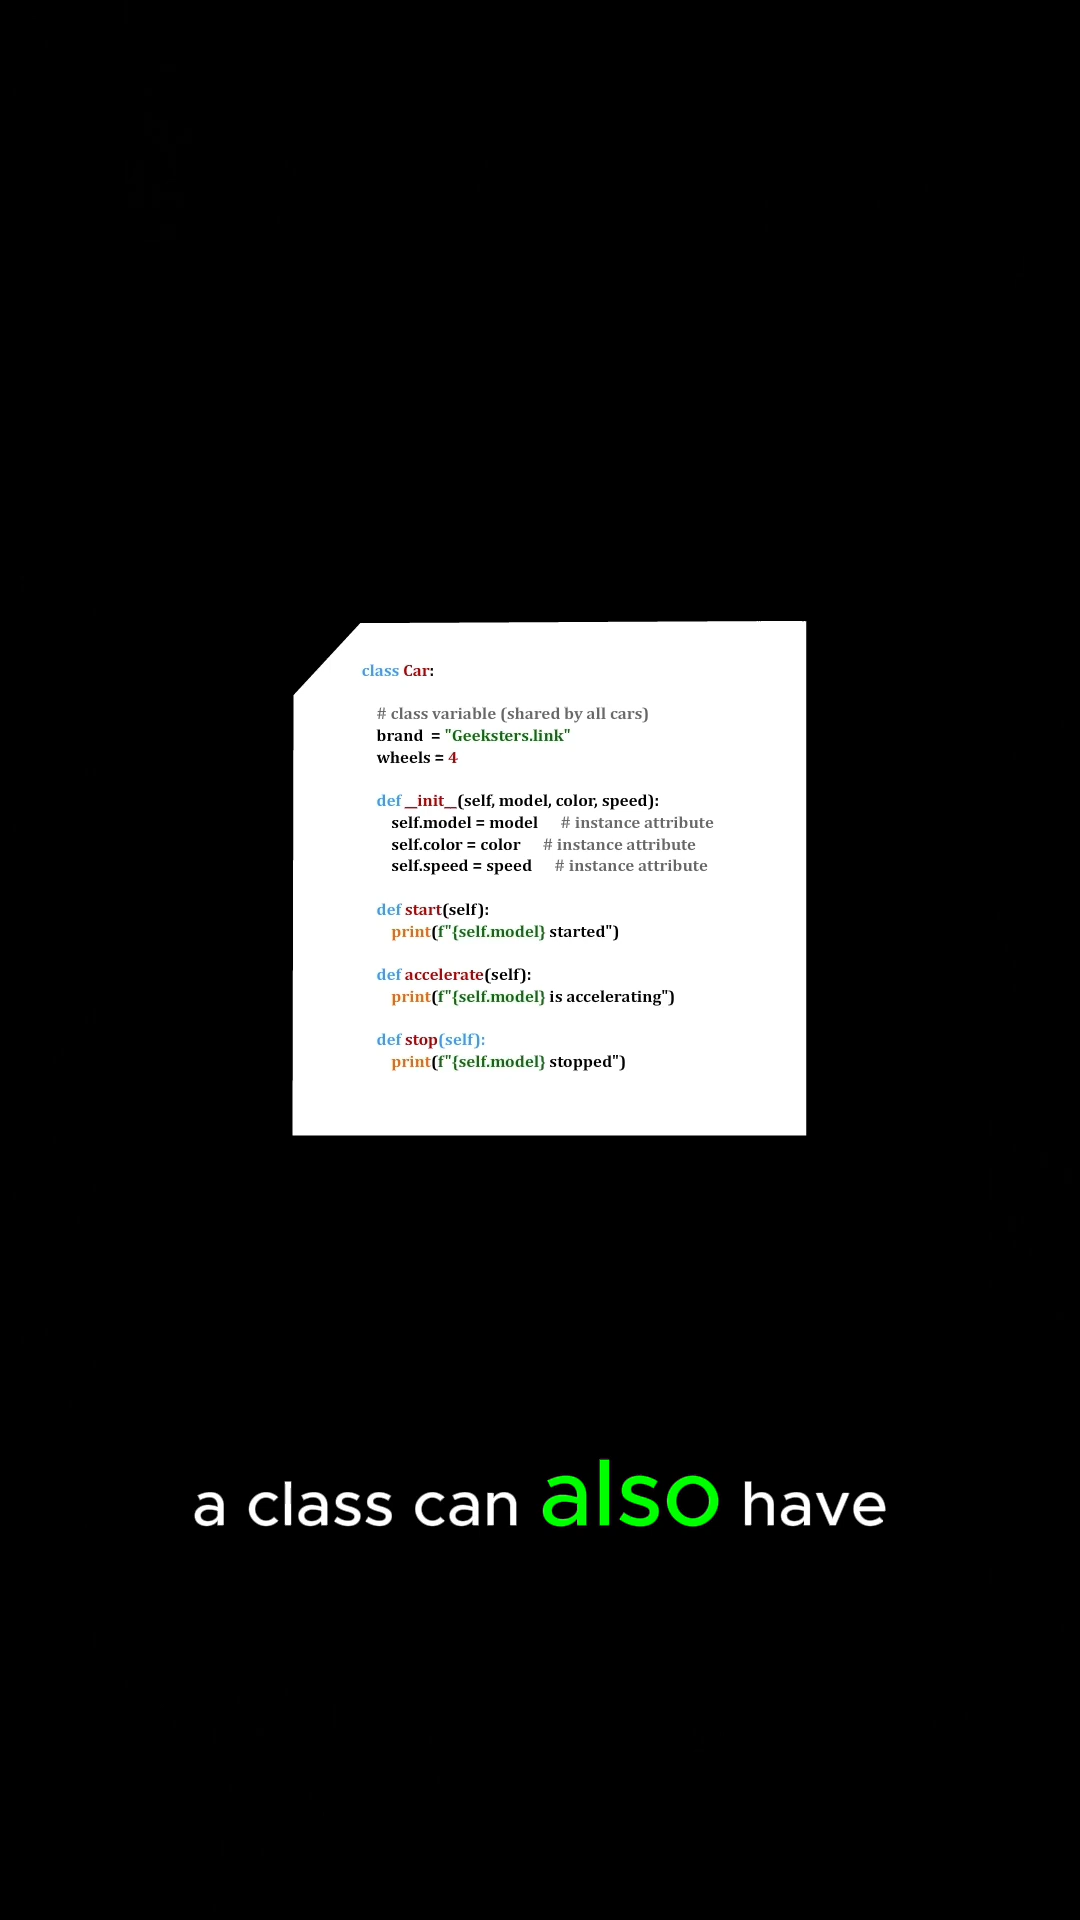 class Car:
# class variable (shared by all cars)
brand  = "Geeksters.link"
wheels = 4
def __init__(self, model, color, speed):
self.model = model      # instance attribute
self.color = color      # instance attribute
self.speed = speed      # instance attribute
def start(self):
print(f"{self.model} started")
def accelerate(self):
print(f"{self.model} is accelerating")
def stop(self):
print(f"{self.model} stopped")
a class can also have